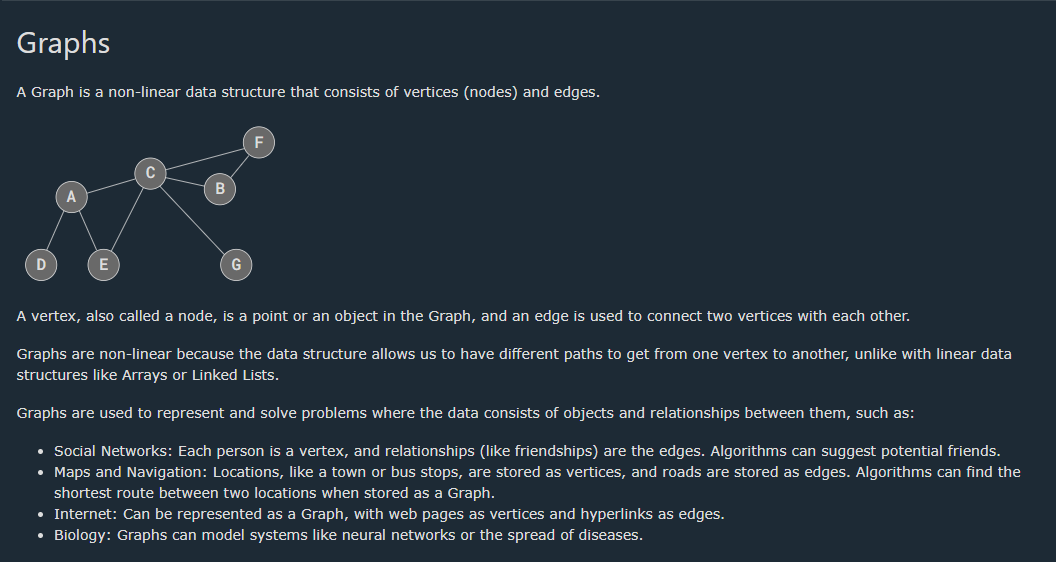 Graphs
A Graph is a non-linear data structure that consists of vertices (nodes) and edges.
F
C
B
A
D
E
G
A vertex, also called a node, is a point or an object in the Graph, and an edge is used to connect two vertices with each other.
Graphs are non-linear because the data structure allows us to have different paths to get from one vertex to another, unlike with linear data
structures like Arrays or Linked Lists.
Graphs are used to represent and solve problems where the data consists of objects and relationships between them, such as:
• Social Networks: Each person is a vertex, and relationships (like friendships) are the edges. Algorithms can suggest potential friends.
• Maps and Navigation: Locations, like a town or bus stops, are stored as vertices, and roads are stored as edges. Algorithms can find the
shortest route between two locations when stored as a Graph.
• Internet: Can be represented as a Graph, with web pages as vertices and hyperlinks as edges.
• Biology: Graphs can model systems like neural networks or the spread of diseases.